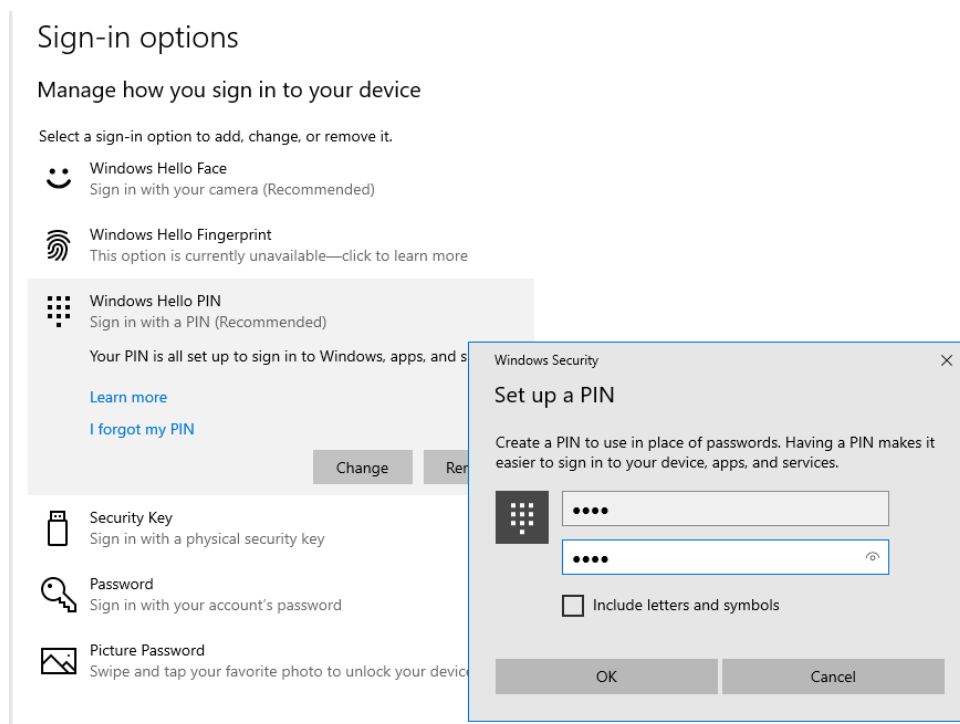 Sign-in options
Manage how you sign in to your device
Select a sign-in option to add, change, or remove it.
Windows Hello Face
Sign in with your camera (Recommended)
Windows Hello Fingerprint
This option is currently unavailable—click to learn more
Windows Hello PIN
Sign in with a PIN (Recommended)
Your PIN is all set up to sign in to Windows, apps, and s
Learn more
I forgot my PIN
Change
Rer
Security Key
Sign in with a physical security key
Password
Sign in with your account's password
Picture Password
Swipe and tap your favorite photo to unlock your device
Windows Security
Set up a PIN
Create a PIN to use in place of passwords. Having a PIN makes it
easier to sign in to your device, apps, and services.
••••
••••
Include letters and symbols
OK
Cancel